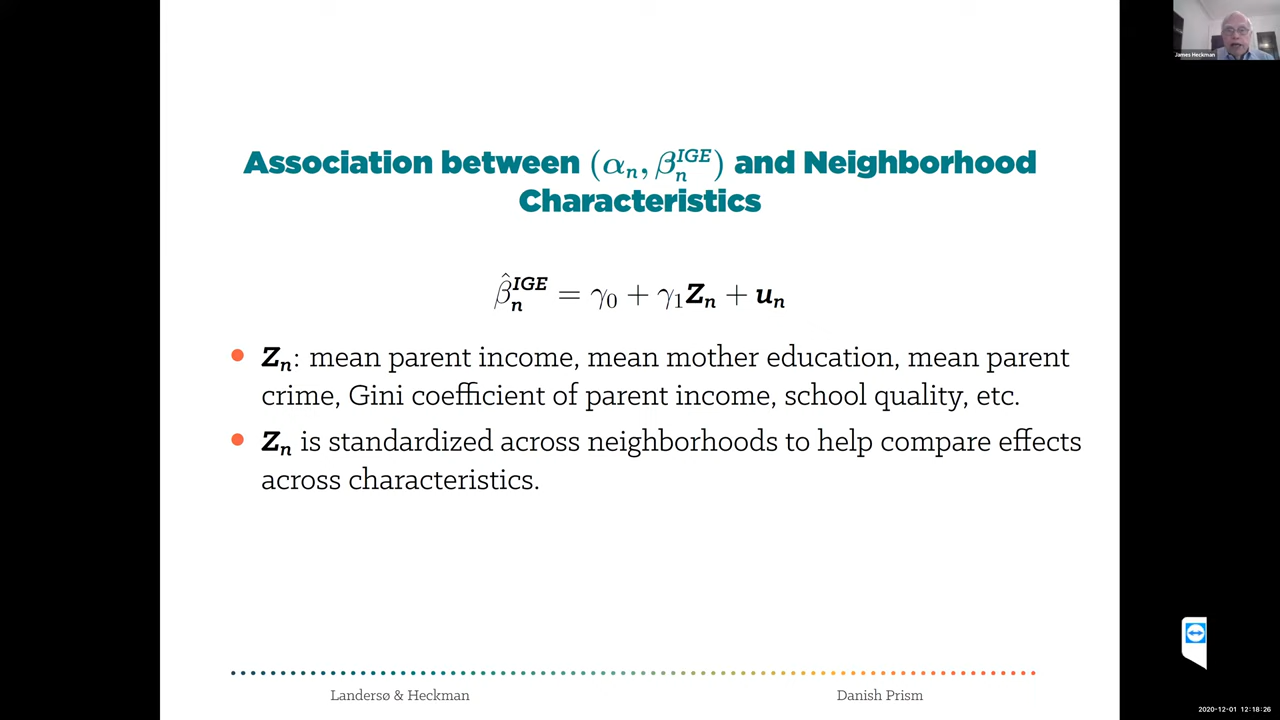 James Heckman
Association between (αₙ, βₙᴵᴳᴱ) and Neighborhood
Characteristics
β̂ₙᴵᴳᴱ = γ₀ + γ₁Zₙ + uₙ
• Zₙ: mean parent income, mean mother education, mean parent
crime, Gini coefficient of parent income, school quality, etc.
• Zₙ is standardized across neighborhoods to help compare effects
across characteristics.
Landersø & Heckman
Danish Prism
2020-12-01 12:18:26